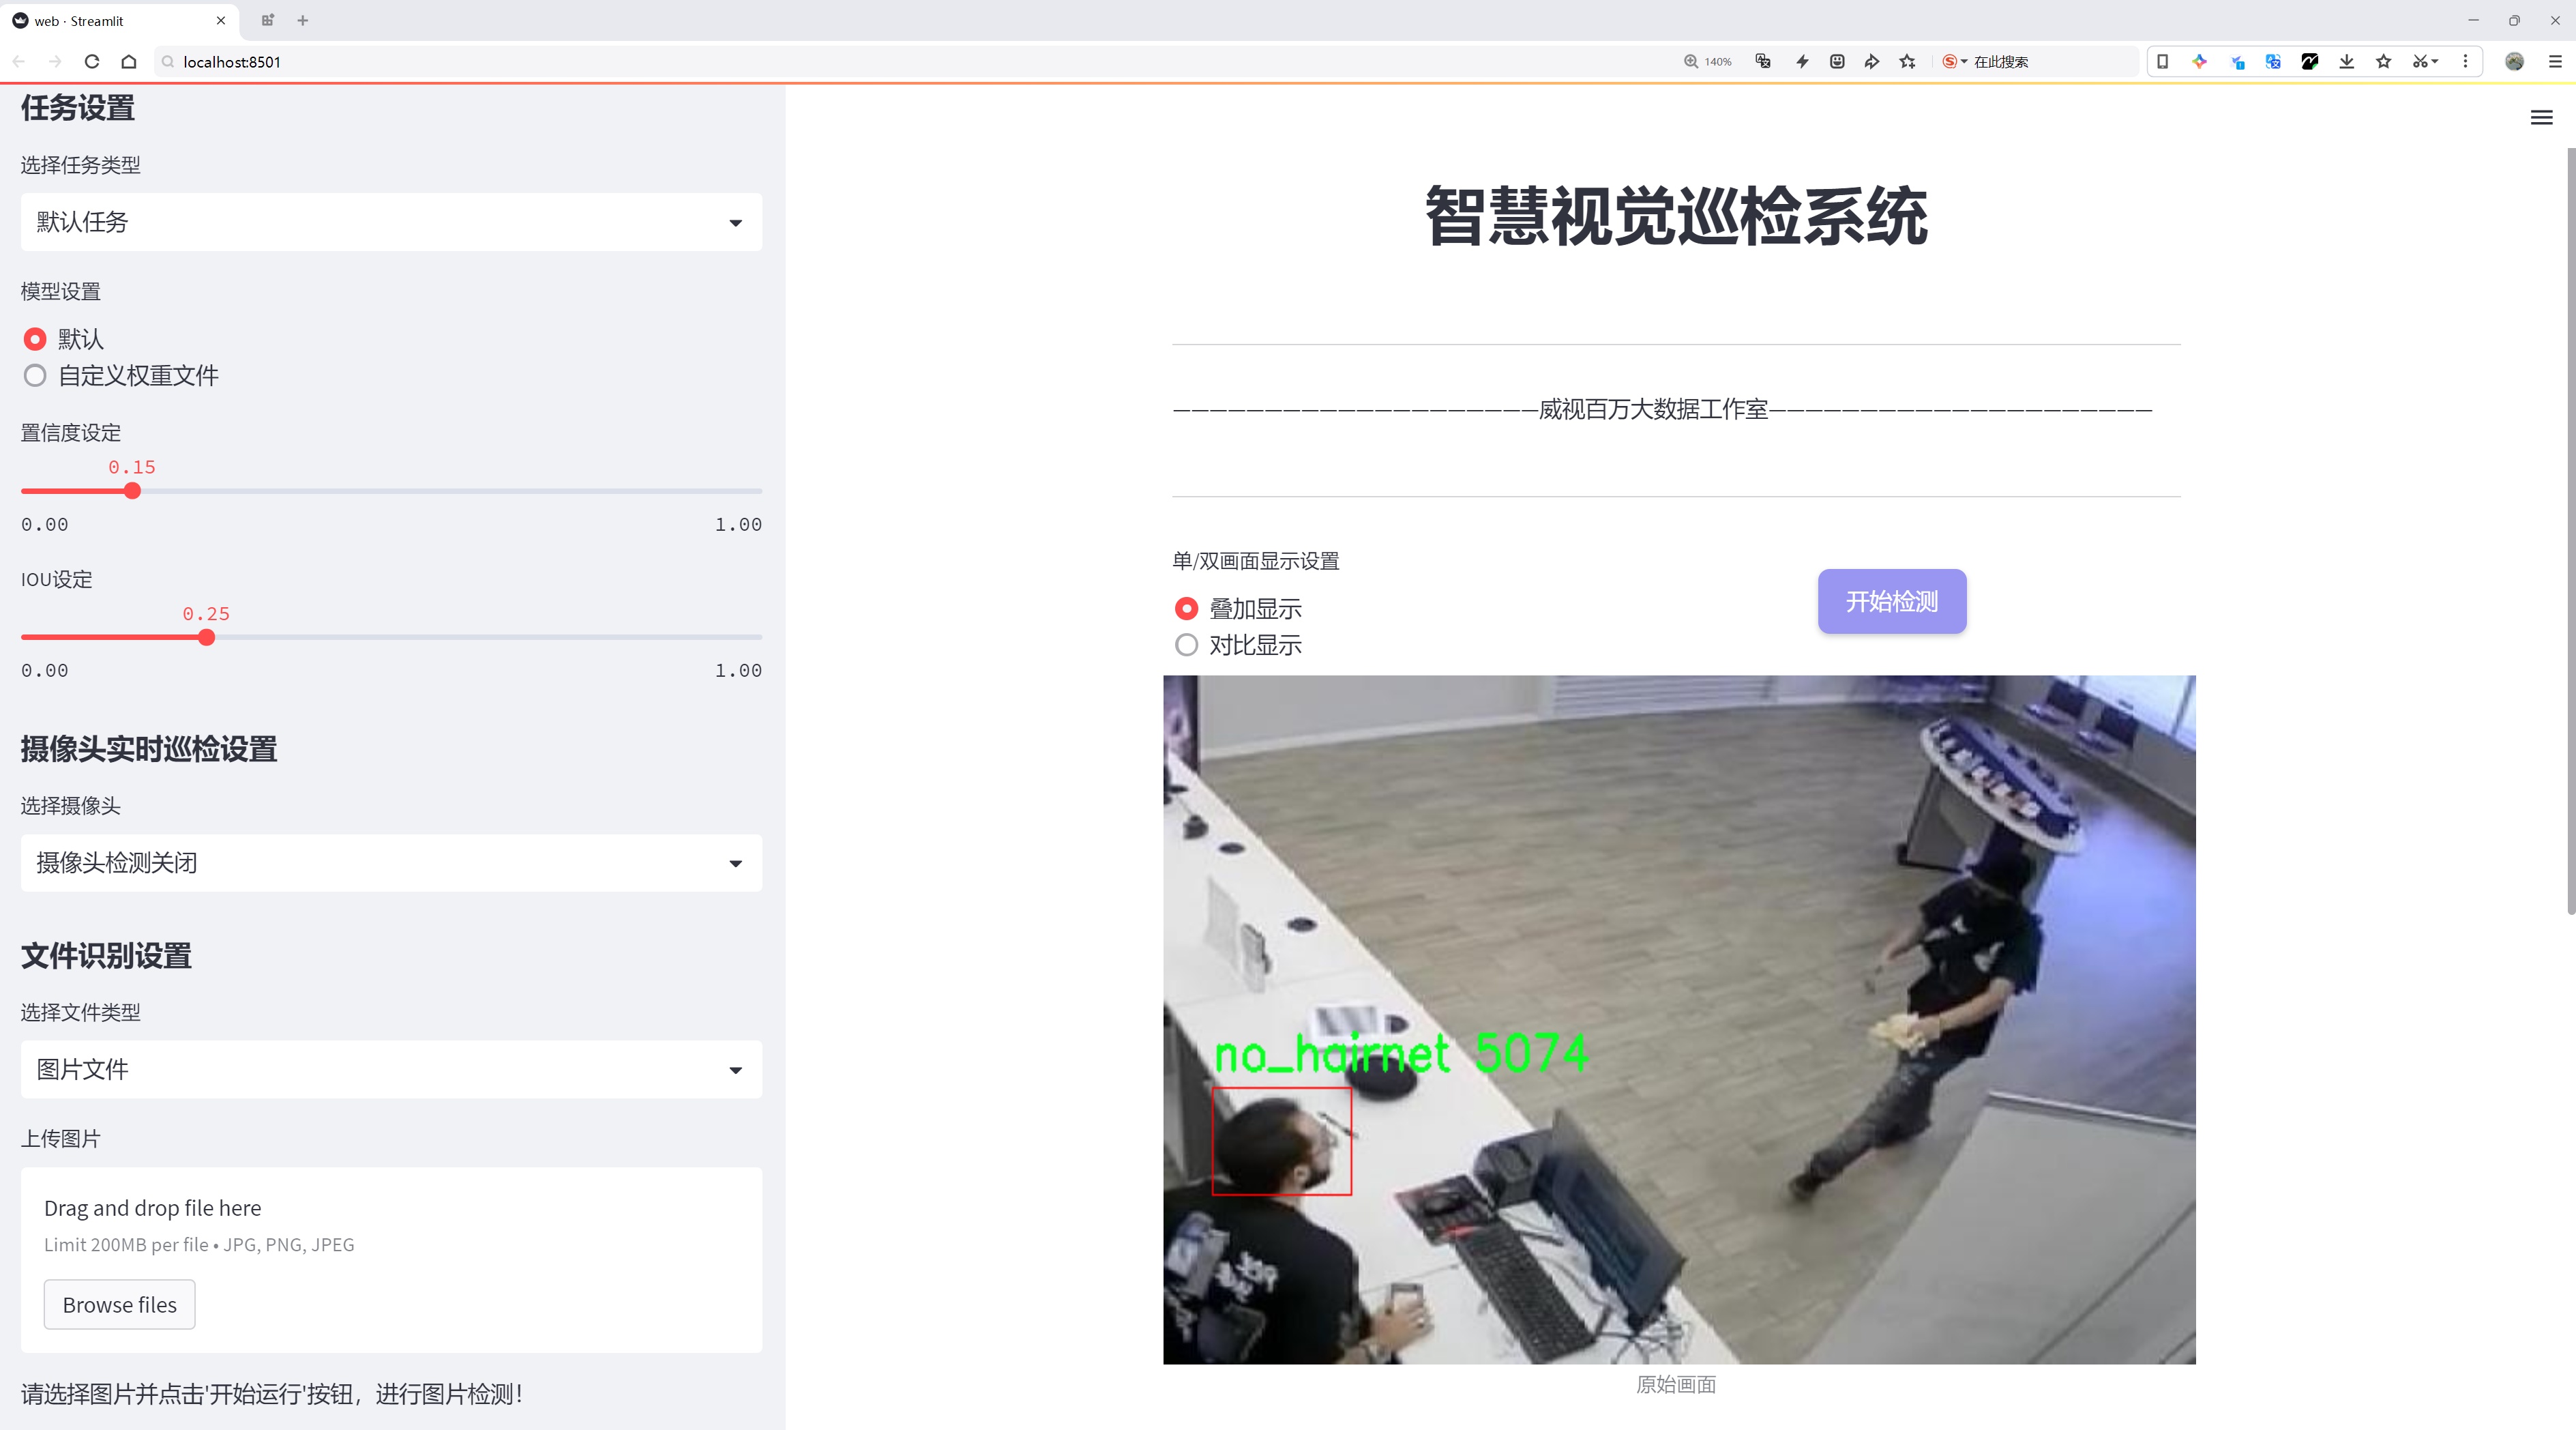 web · Streamlit
localhost:8501
140%
在此搜索
任务设置
选择任务类型
默认任务
模型设置
默认
自定义权重文件
置信度设定
0.15
0.00 1.00
IOU设定
0.25
0.00 1.00
摄像头实时巡检设置
选择摄像头
摄像头检测关闭
文件识别设置
选择文件类型
图片文件
上传图片
Drag and drop file here
Limit 200MB per file • JPG, PNG, JPEG
Browse files
请选择图片并点击'开始运行'按钮，进行图片检测！
智慧视觉巡检系统
————————————————————威视百万大数据工作室—————————————————————
单/双画面显示设置
叠加显示
对比显示
开始检测
no_hairnet 5074
原始画面